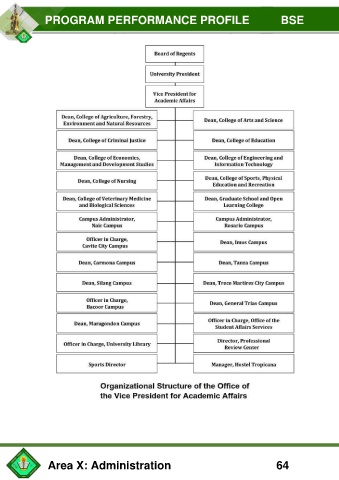 PROGRAM PERFORMANCE PROFILE BSE
Board of Regents
University President
Vice President for
Academic Affairs
Dean, College of Agriculture, Forestry,
Environment and Natural Resources
Dean, College of Arts and Science
Dean, College of Criminal Justice
Dean, College of Education
Dean, College of Economics,
Management and Development Studies
Dean, College of Engineering and
Information Technology
Dean, College of Nursing
Dean, College of Sports, Physical
Education and Recreation
Dean, College of Veterinary Medicine
and Biological Sciences
Dean, Graduate School and Open
Learning College
Campus Administrator,
Naic Campus
Campus Administrator,
Rosario Campus
Officer in Charge,
Cavite City Campus
Dean, Imus Campus
Dean, Carmona Campus
Dean, Tanza Campus
Dean, Silang Campus
Dean, Trece Martires City Campus
Officer in Charge,
Bacoor Campus
Dean, General Trias Campus
Dean, Maragondon Campus
Officer in Charge, Office of the
Student Affairs Services
Officer in Charge, University Library
Director, Professional
Review Center
Sports Director
Manager, Hostel Tropicana
Organizational Structure of the Office of
the Vice President for Academic Affairs
Area X: Administration 64